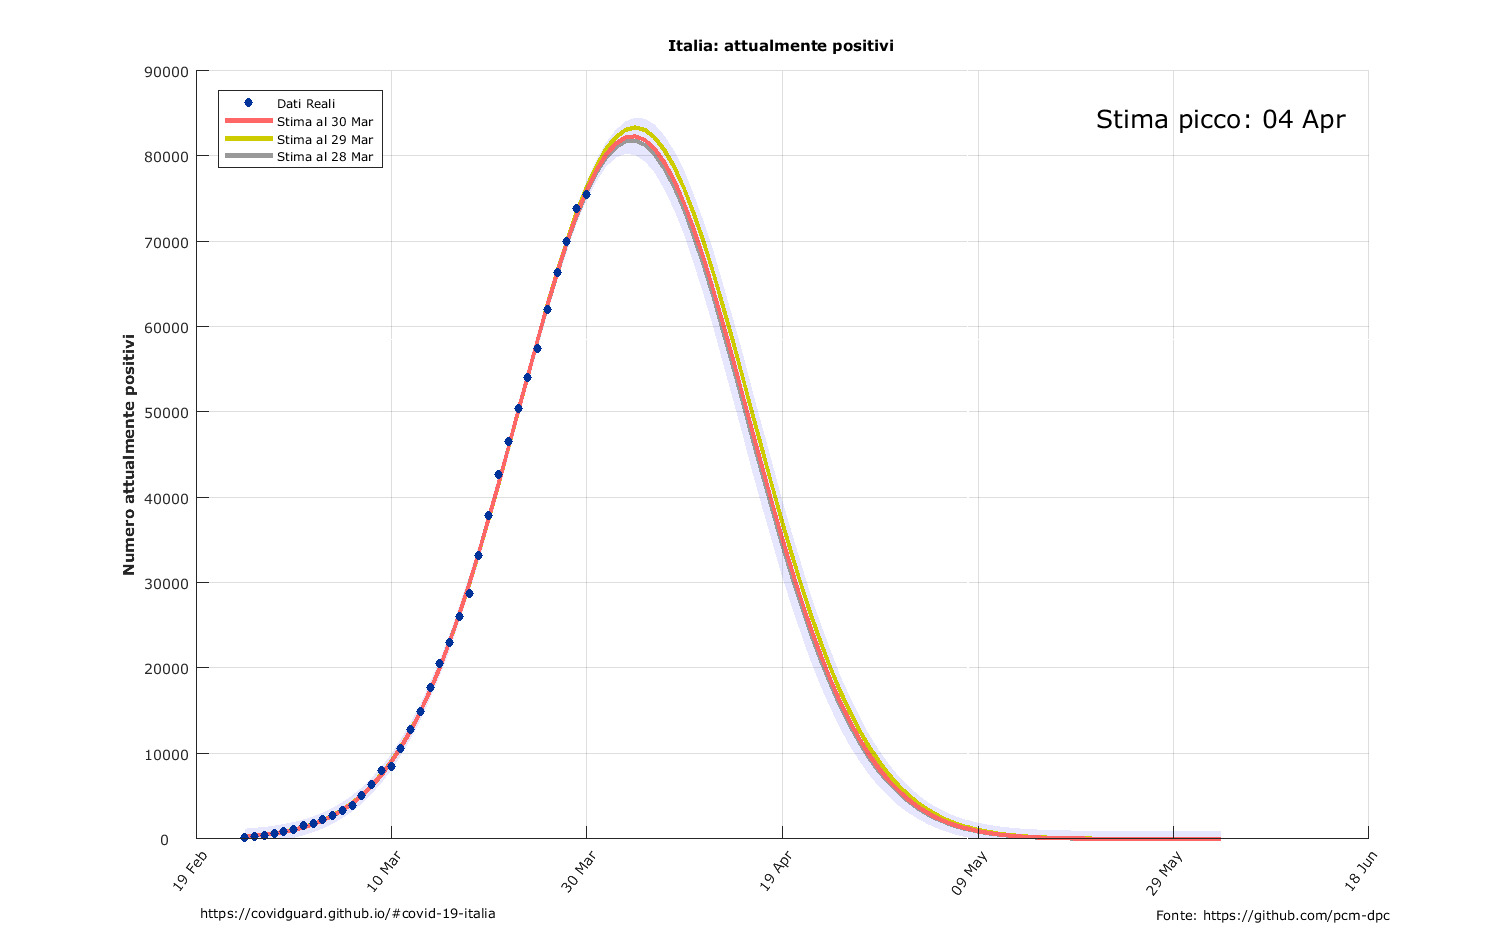 Italia: attualmente positivi
90000
80000
70000
60000
50000
40000
30000
20000
10000
0
Numero attualmente positivi
Dati Reali
Stima al 30 Mar
Stima al 29 Mar
Stima al 28 Mar
Stima picco: 04 Apr
19 Feb
10 Mar
30 Mar
19 Apr
09 May
29 May
18 Jun
https://covidguard.github.io/#covid-19-italia
Fonte: https://github.com/pcm-dpc